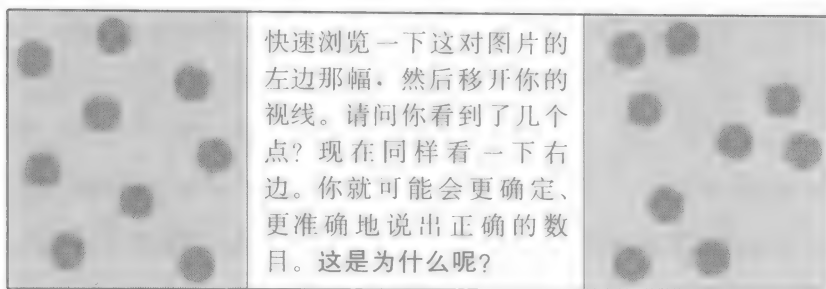 快速浏览一下这对图片的
左边那幅．然后移开你的
视线。请问你看到了几个
点？现在同样看一下右
边。你就可能会更确定、
更准确地说出正确的数
目。这是为什么呢？